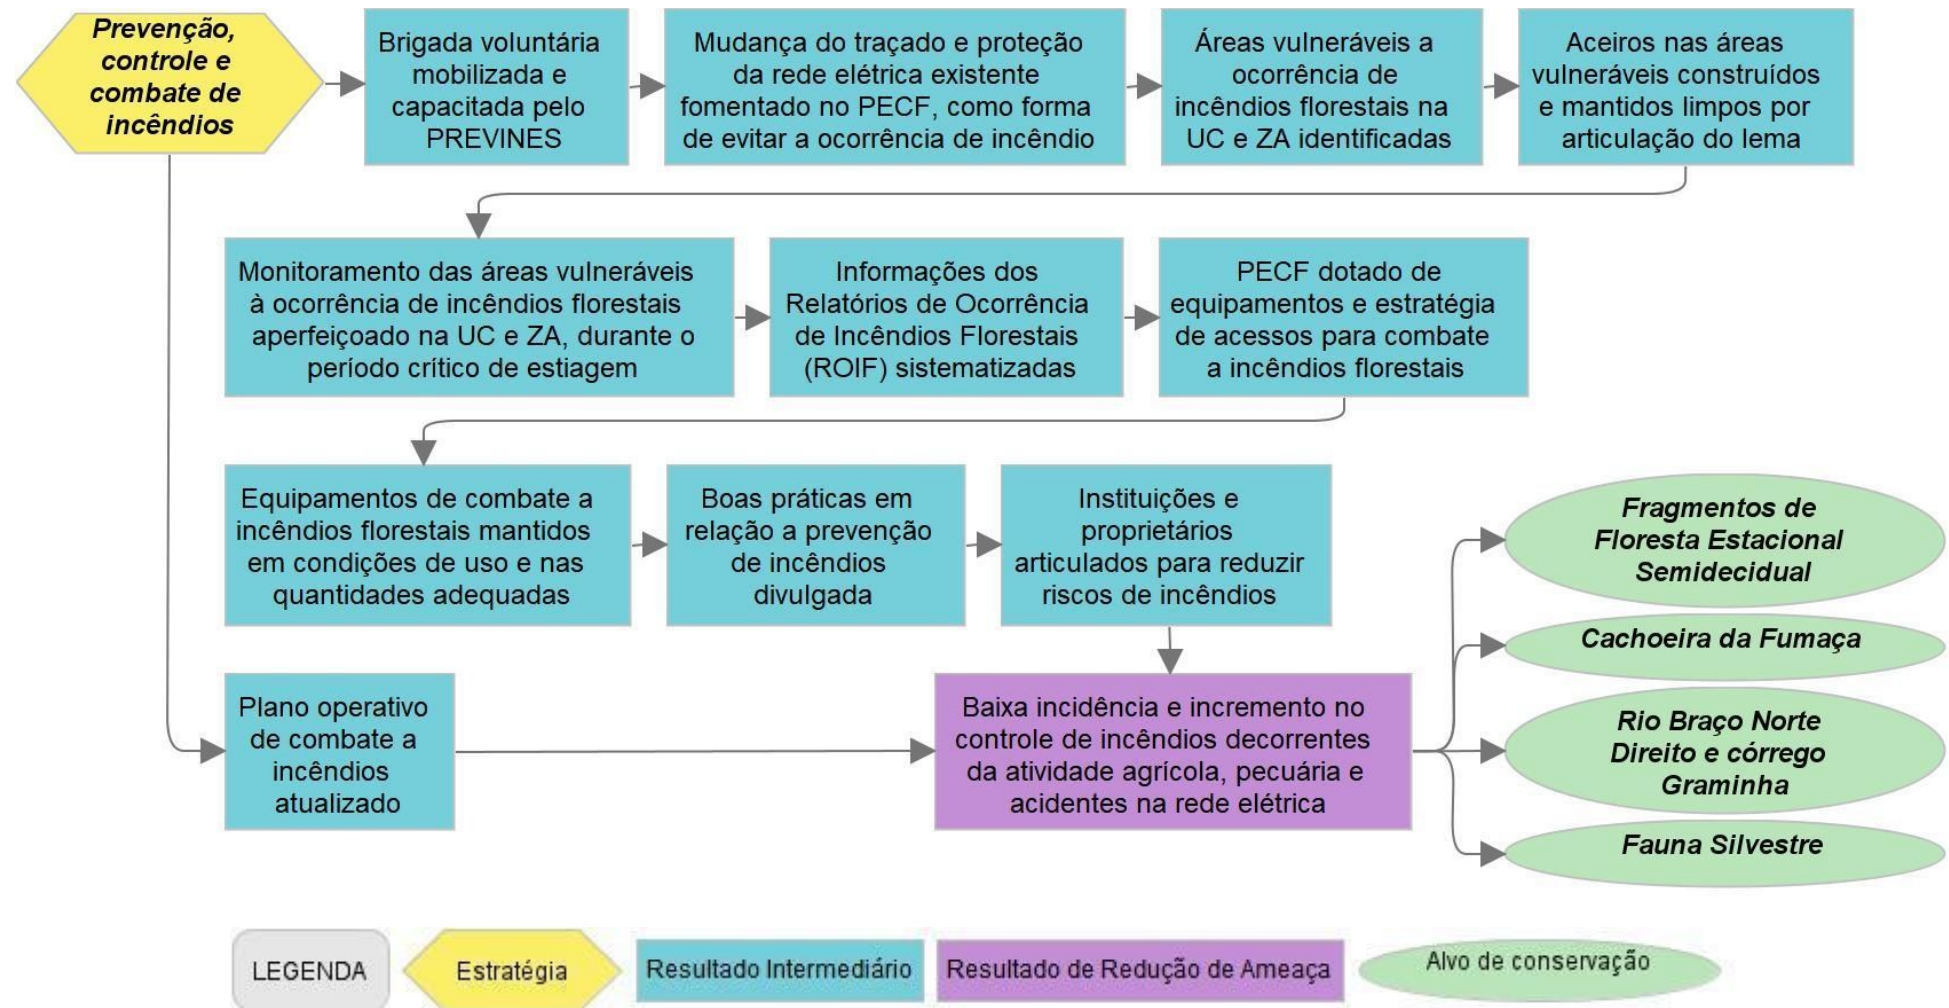 Prevenção,
controle e
combate de
incêndios
Brigada voluntária
mobilizada e
capacitada pelo
PREVINES
Mudança do traçado e proteção
da rede elétrica existente
fomentado no PECF, como forma
de evitar a ocorrência de incêndio
Áreas vulneráveis a
ocorrência de
incêndios florestais na
UC e ZA identificadas
Aceiros nas áreas
vulneráveis construídos
e mantidos limpos por
articulação do Iema
Monitoramento das áreas vulneráveis
à ocorrência de incêndios florestais
aperfeiçoado na UC e ZA, durante o
período crítico de estiagem
Informações dos
Relatórios de Ocorrência
de Incêndios Florestais
(ROIF) sistematizadas
PECF dotado de
equipamentos e estratégia
de acessos para combate
a incêndios florestais
Equipamentos de combate a
incêndios florestais mantidos
em condições de uso e nas
quantidades adequadas
Boas práticas em
relação a prevenção
de incêndios
divulgada
Instituições e
proprietários
articulados para reduzir
riscos de incêndios
Fragmentos de
Floresta Estacional
Semidecidual
Cachoeira da Fumaça
Rio Braço Norte
Direito e córrego
Graminha
Fauna Silvestre
Plano operativo
de combate a
incêndios
atualizado
Baixa incidência e incremento no
controle de incêndios decorrentes
da atividade agrícola, pecuária e
acidentes na rede elétrica
LEGENDA
Estratégia
Resultado Intermediário
Resultado de Redução de Ameaça
Alvo de conservação